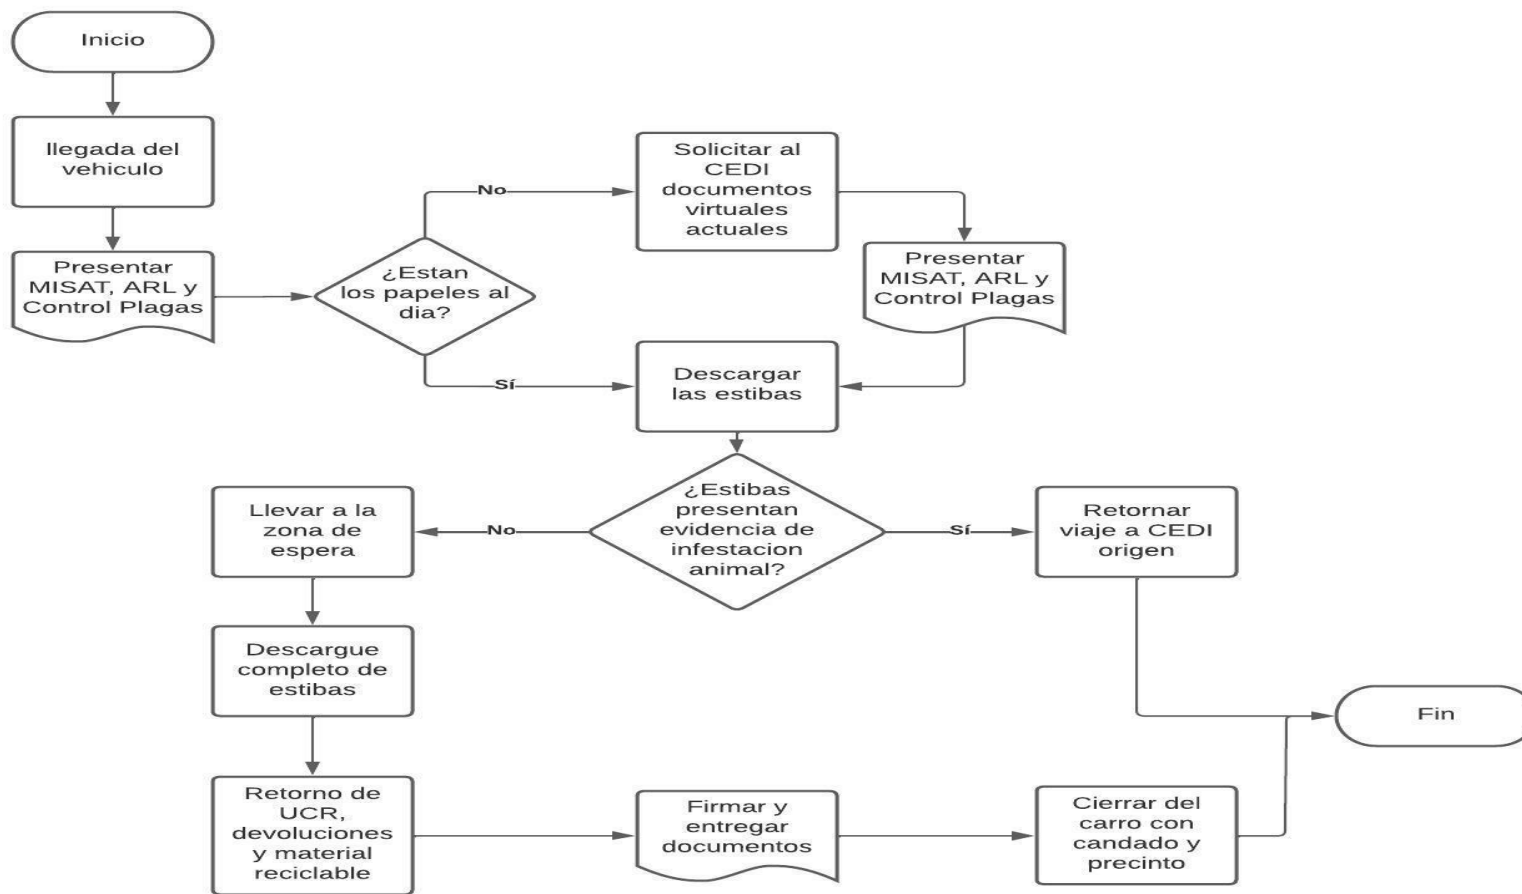 Inicio
llegada del
vehiculo
Presentar
MISAT, ARL y
Control Plagas
¿Estan
los papeles al
dia?
No
Solicitar al
CEDI
documentos
virtuales
actuales
Presentar
MISAT, ARL y
Control Plagas
Sí
Descargar
las estibas
¿Estibas
presentan
evidencia de
infestacion
animal?
No
Llevar a la
zona de
espera
Sí
Retornar
viaje a CEDI
origen
Descargue
completo de
estibas
Retorno de
UCR,
devoluciones
y material
reciclable
Firmar y
entregar
documentos
Cierrar del
carro con
candado y
precinto
Fin